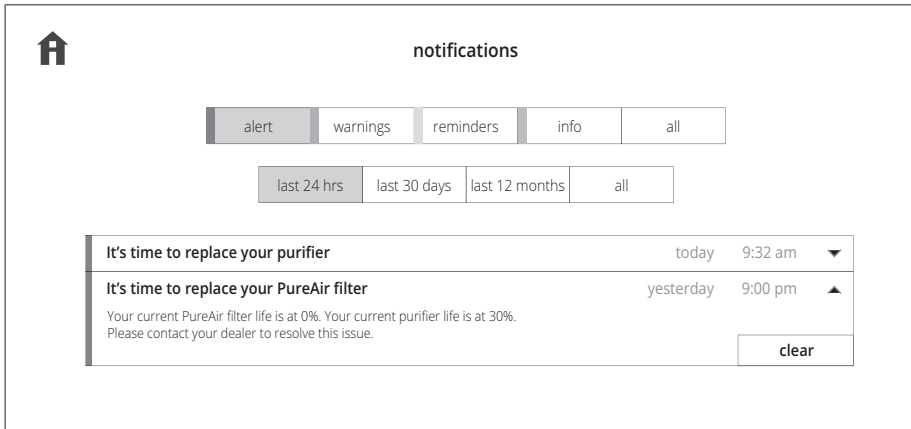 notifications
alert warnings reminders info all
last 24 hrs last 30 days last 12 months all
It’s time to replace your purifier today 9:32 am
It’s time to replace your PureAir filter yesterday 9:00 pm
Your current PureAir filter life is at 0%. Your current purifier life is at 30%.
Please contact your dealer to resolve this issue.
clear